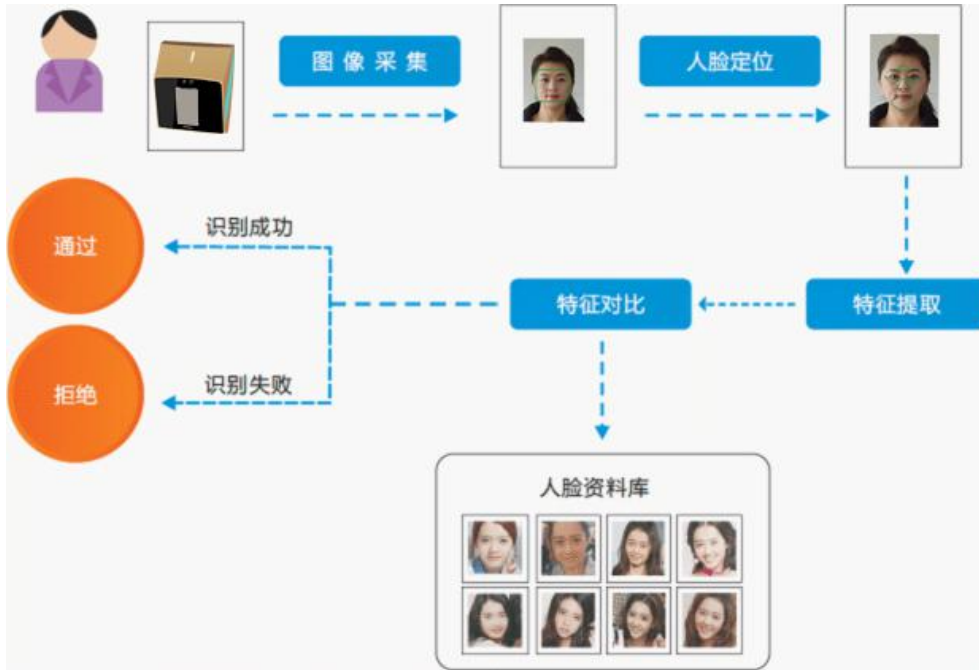 图像采集
人脸定位
识别成功
通过
特征对比
特征提取
识别失败
拒绝
人脸资料库